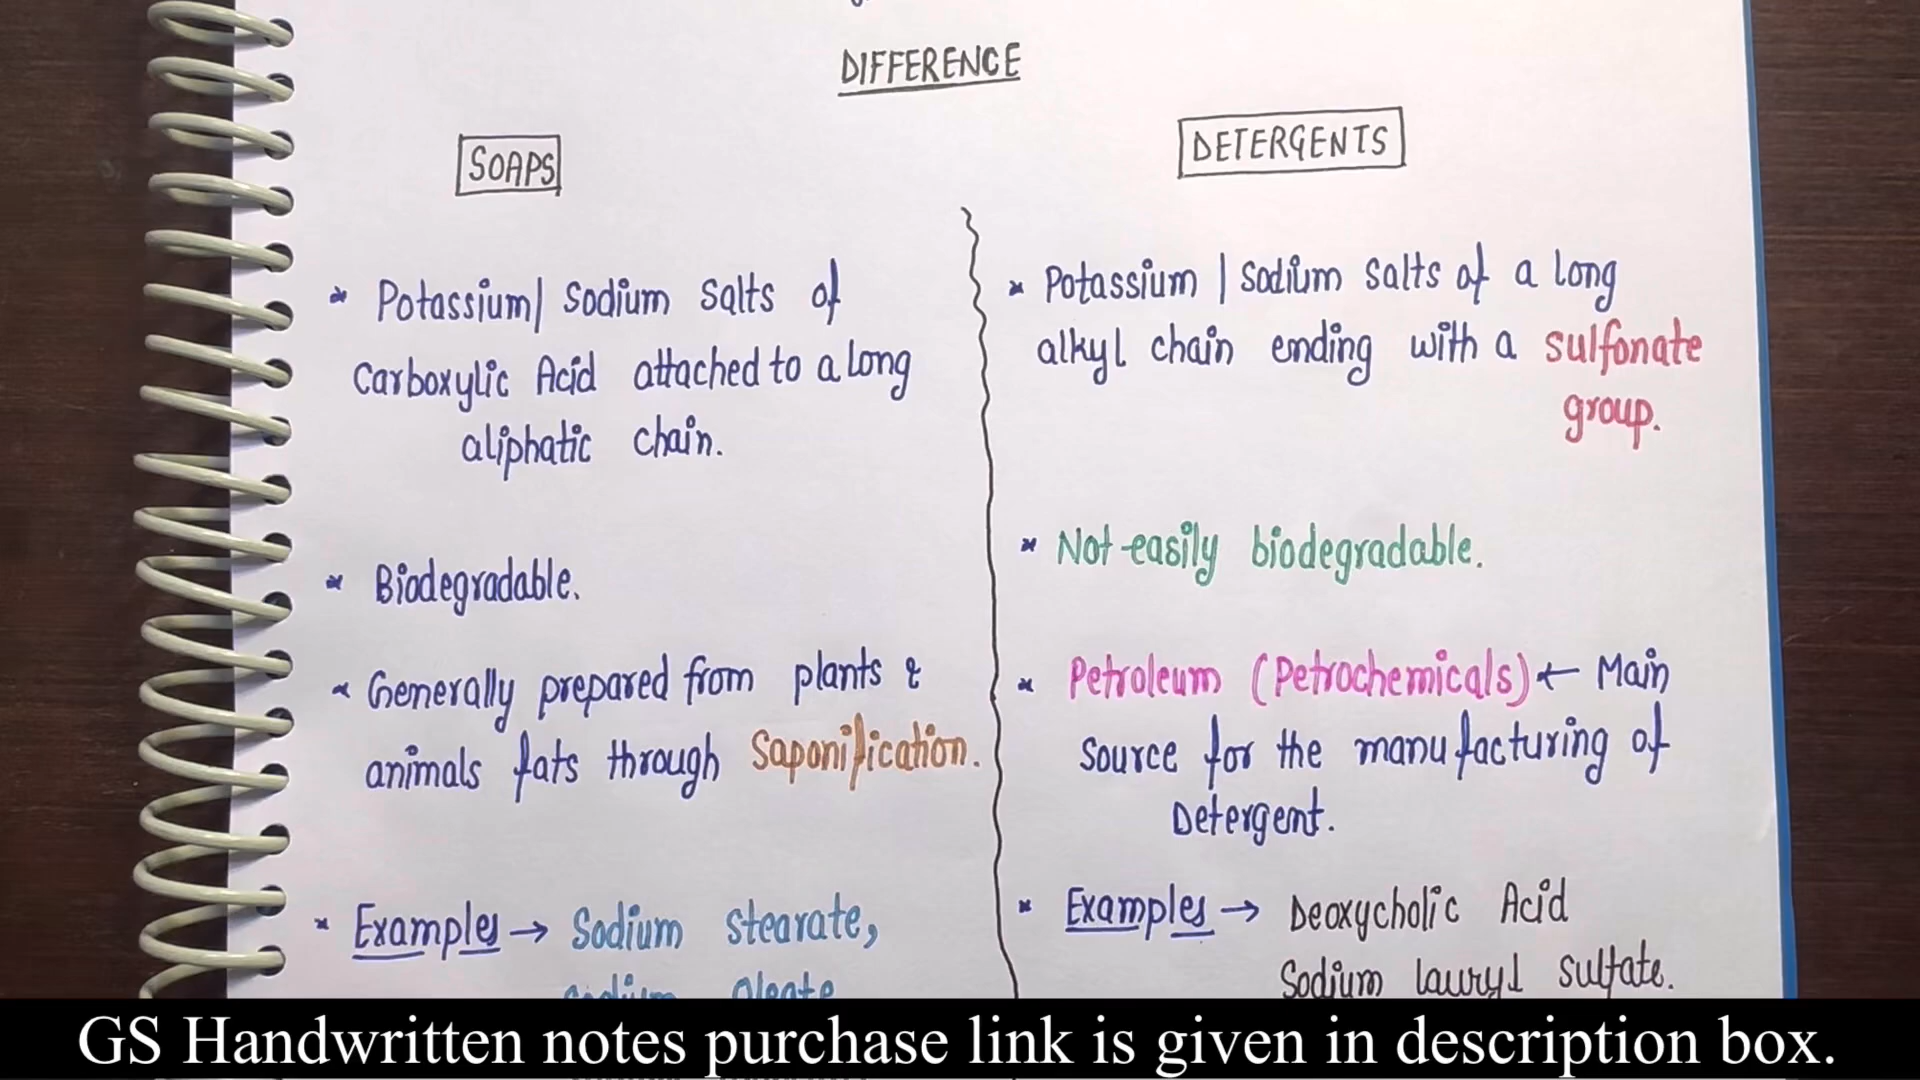 DIFFERENCE
SOAPS
* Potassium/ Sodium Salts of
Carboxylic Acid attached to a long
aliphatic chain.
* Biodegradable.
* Generally prepared from plants &
animals fats through Saponification.
* Examples → Sodium stearate,
sodium oleate
DETERGENTS
* Potassium | Sodium Salts of a long
alkyl chain ending with a sulfonate
group.
* Not easily biodegradable.
* Petroleum (Petrochemicals) ← Main
source for the manufacturing of
Detergent.
* Examples → Deoxycholic Acid
Sodium lauryl sulfate.
GS Handwritten notes purchase link is given in description box.